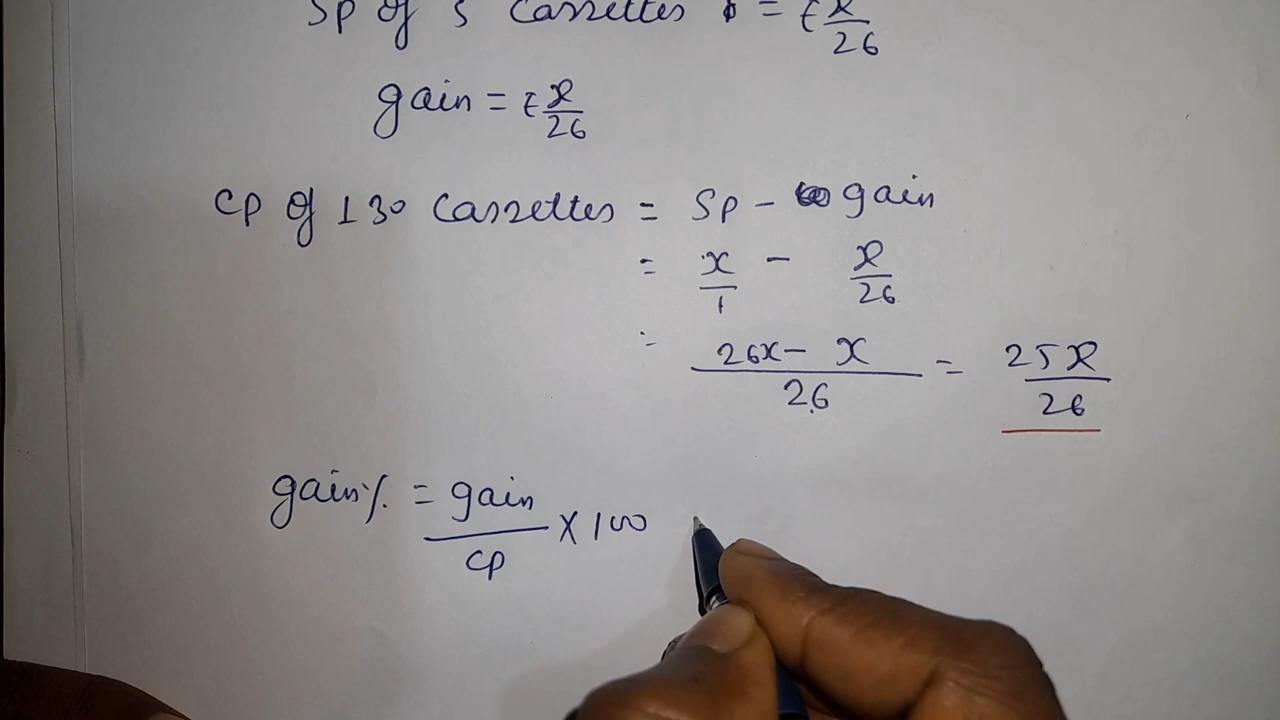 SP of 5 Cassettes = ₹ x/26
gain = ₹ x/26
CP of 130 Cassettes = SP - gain
= x/1 - x/26
= 26x - x / 26 = 25x/26
gain% = gain/CP × 100